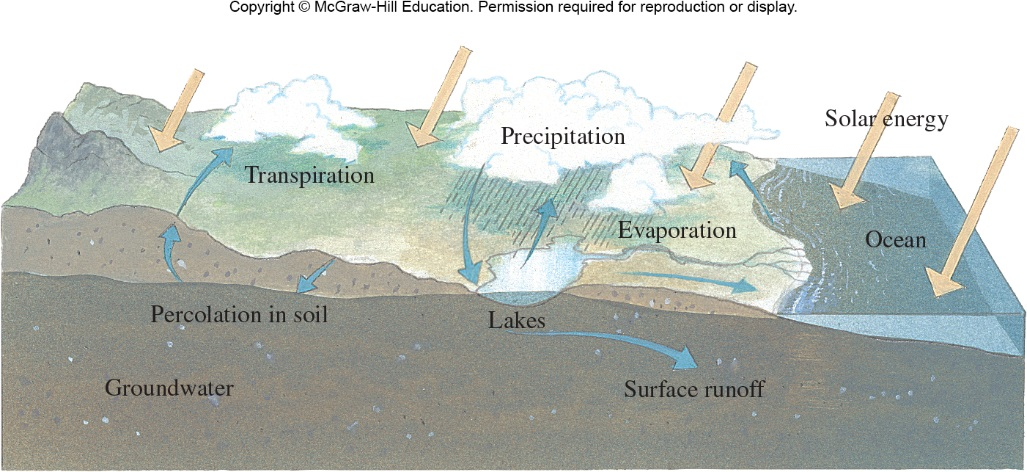 Copyright © McGraw-Hill Education. Permission required for reproduction or display.
Solar energy
Precipitation
Transpiration
Evaporation
Ocean
Percolation in soil
Lakes
Groundwater
Surface runoff